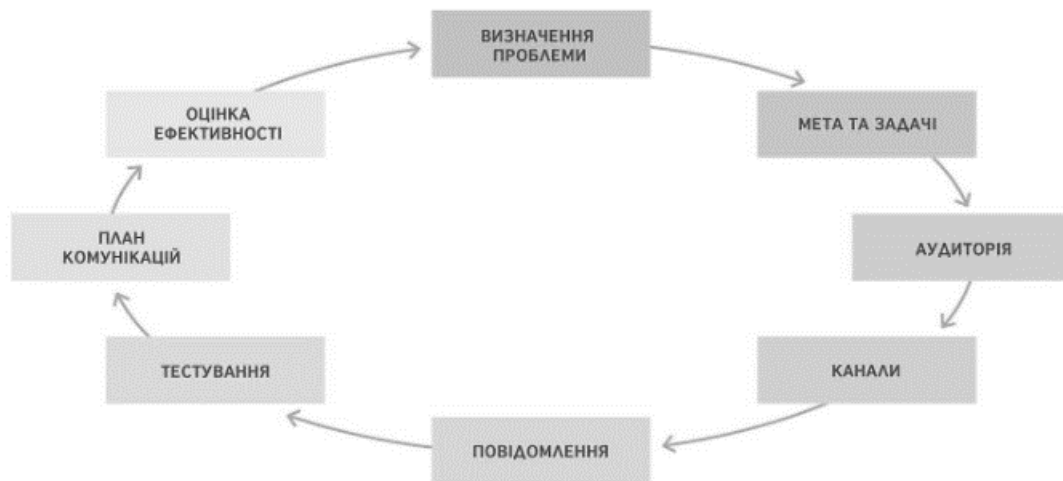 ВИЗНАЧЕННЯ
ПРОБЛЕМИ
МЕТА ТА ЗАДАЧІ
АУДИТОРІЯ
КАНАЛИ
ПОВІДОМЛЕННЯ
ТЕСТУВАННЯ
ПЛАН
КОМУНІКАЦІЙ
ОЦІНКА
ЕФЕКТИВНОСТІ